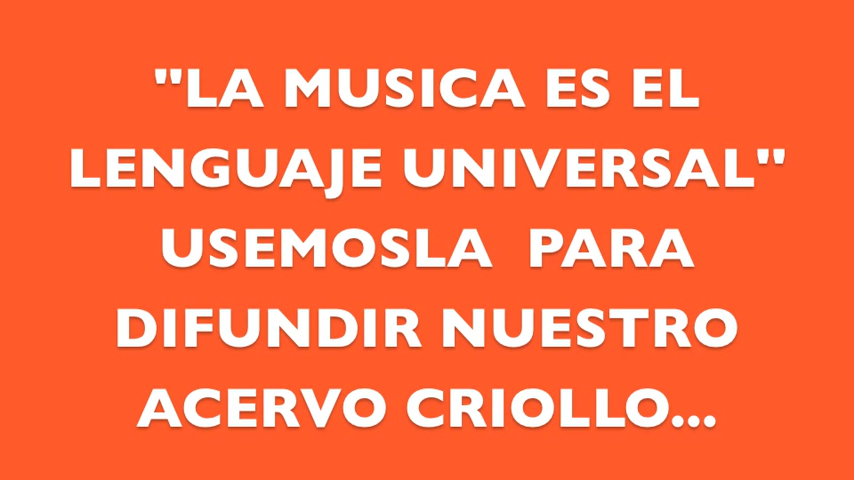 "LA MUSICA ES EL
LENGUAJE UNIVERSAL"
USEMOSLA  PARA
DIFUNDIR NUESTRO
ACERVO CRIOLLO...